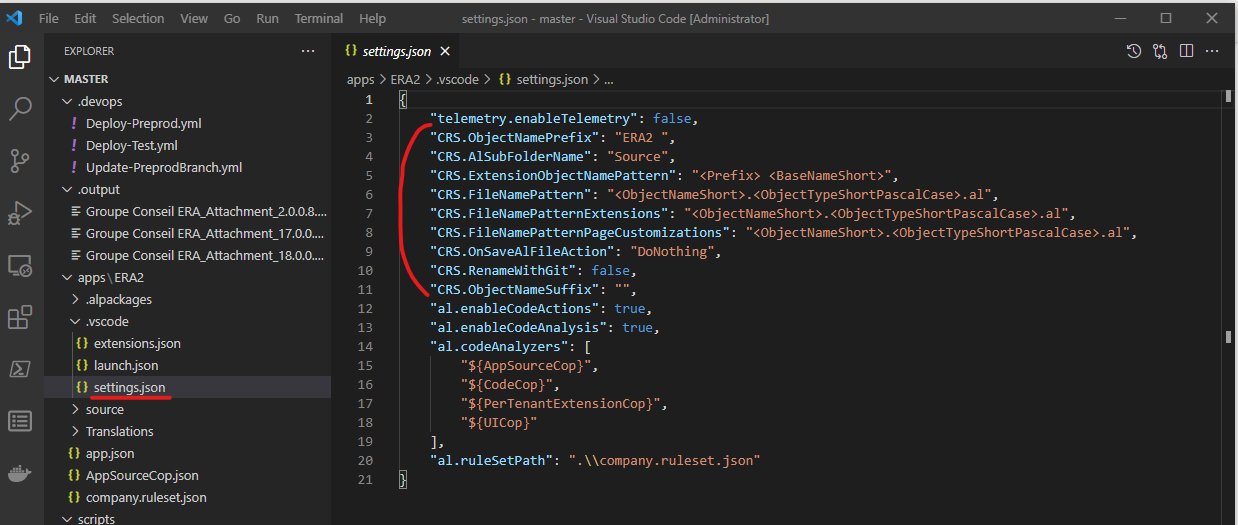 File Edit Selection View Go Run Terminal Help settings.json - master - Visual Studio Code [Administrator]
EXPLORER ...
MASTER
.devops
! Deploy-Preprod.yml
! Deploy-Test.yml
! Update-PreprodBranch.yml
.output
Groupe Conseil ERA_Attachment_2.0.0.8....
Groupe Conseil ERA_Attachment_17.0.0....
Groupe Conseil ERA_Attachment_18.0.0....
apps\ERA2
.alpackages
.vscode
{} extensions.json
{} launch.json
{} settings.json
source
Translations
{} app.json
{} AppSourceCop.json
{} company.ruleset.json
scripts
{} settings.json ×
apps > ERA2 > .vscode > {} settings.json > ...
1 {
2 "telemetry.enableTelemetry": false,
3 "CRS.ObjectNamePrefix": "ERA2 ",
4 "CRS.AlSubFolderName": "Source",
5 "CRS.ExtensionObjectNamePattern": "<Prefix> <BaseNameShort>",
6 "CRS.FileNamePattern": "<ObjectNameShort>.<ObjectTypeShortPascalCase>.al",
7 "CRS.FileNamePatternExtensions": "<ObjectNameShort>.<ObjectTypeShortPascalCase>.al",
8 "CRS.FileNamePatternPageCustomizations": "<ObjectNameShort>.<ObjectTypeShortPascalCase>.al",
9 "CRS.OnSaveAlFileAction": "DoNothing",
10 "CRS.RenameWithGit": false,
11 "CRS.ObjectNameSuffix": "",
12 "al.enableCodeActions": true,
13 "al.enableCodeAnalysis": true,
14 "al.codeAnalyzers": [
15 "${AppSourceCop}",
16 "${CodeCop}",
17 "${PerTenantExtensionCop}",
18 "${UICop}"
19 ],
20 "al.ruleSetPath": ".\\company.ruleset.json"
21 }